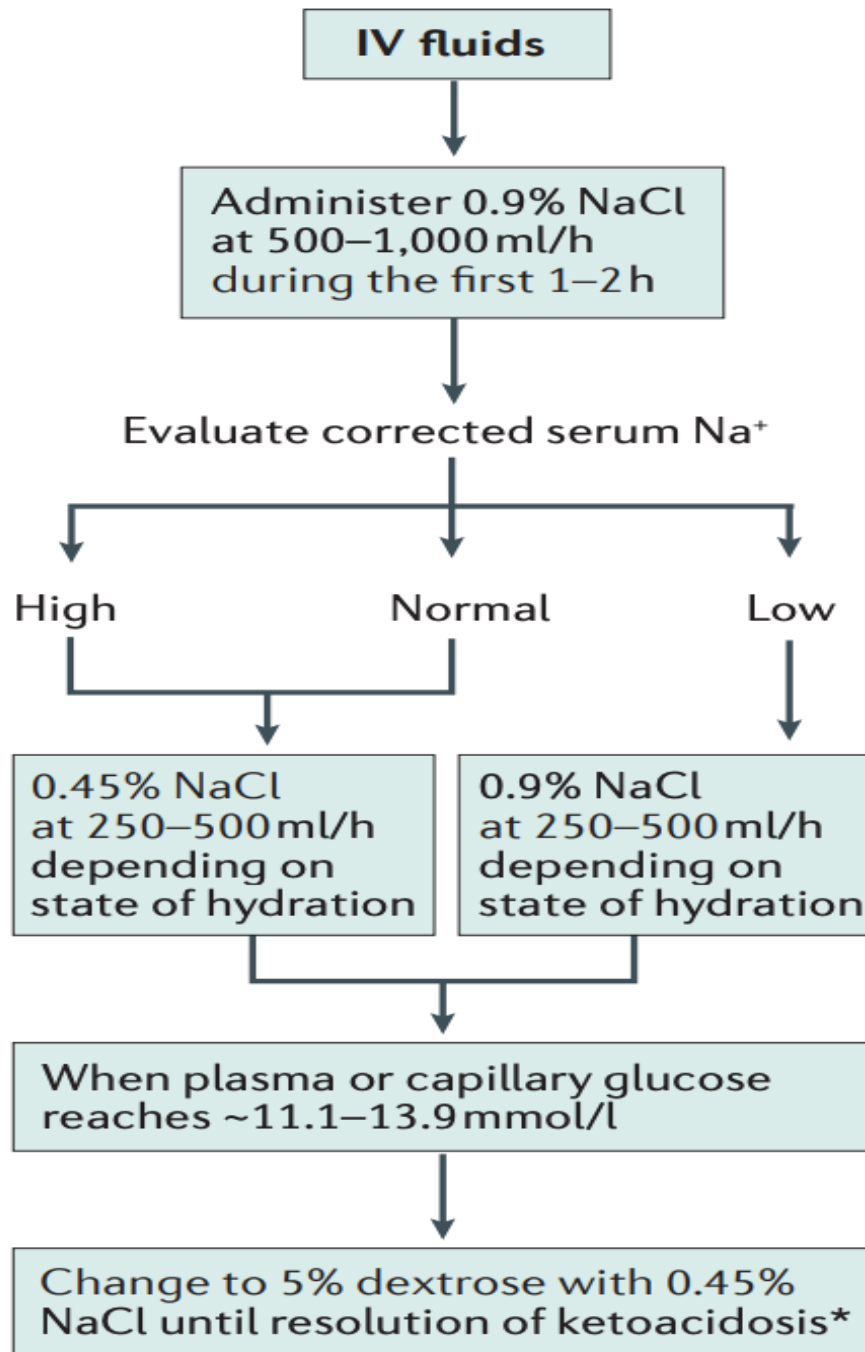 IV fluids
Administer 0.9% NaCl
at 500–1,000 ml/h
during the first 1–2 h
Evaluate corrected serum Na⁺
High
Normal
Low
0.45% NaCl
at 250–500 ml/h
depending on
state of hydration
0.9% NaCl
at 250–500 ml/h
depending on
state of hydration
When plasma or capillary glucose
reaches ~11.1–13.9 mmol/l
Change to 5% dextrose with 0.45%
NaCl until resolution of ketoacidosis*